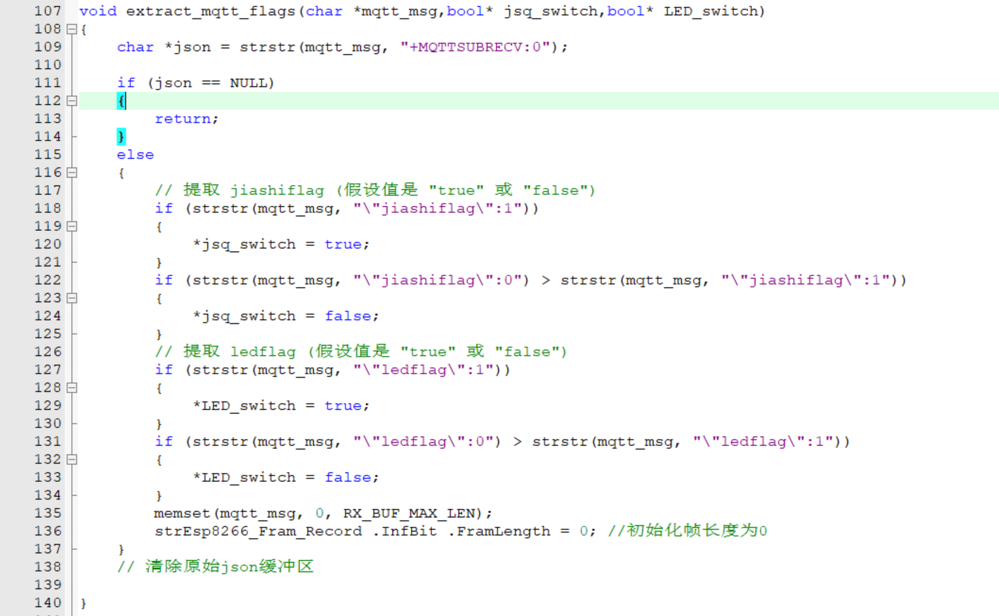 107 void extract_mqtt_flags(char *mqtt_msg,bool* jsq_switch,bool* LED_switch)
108 {
109     char *json = strstr(mqtt_msg, "+MQTTSUBRECV:0");
110
111     if (json == NULL)
112     {
113         return;
114     }
115     else
116     {
117         // 提取 jiashiflag (假设值是 "true" 或 "false")
118         if (strstr(mqtt_msg, "\"jiashiflag\":1"))
119         {
120             *jsq_switch = true;
121         }
122         if (strstr(mqtt_msg, "\"jiashiflag\":0") > strstr(mqtt_msg, "\"jiashiflag\":1"))
123         {
124             *jsq_switch = false;
125         }
126         // 提取 ledflag (假设值是 "true" 或 "false")
127         if (strstr(mqtt_msg, "\"ledflag\":1"))
128         {
129             *LED_switch = true;
130         }
131         if (strstr(mqtt_msg, "\"ledflag\":0") > strstr(mqtt_msg, "\"ledflag\":1"))
132         {
133             *LED_switch = false;
134         }
135         memset(mqtt_msg, 0, RX_BUF_MAX_LEN);
136         strEsp8266_Fram_Record .InfBit .FramLength = 0; //初始化帧长度为0
137     }
138     // 清除原始json缓冲区
139
140 }